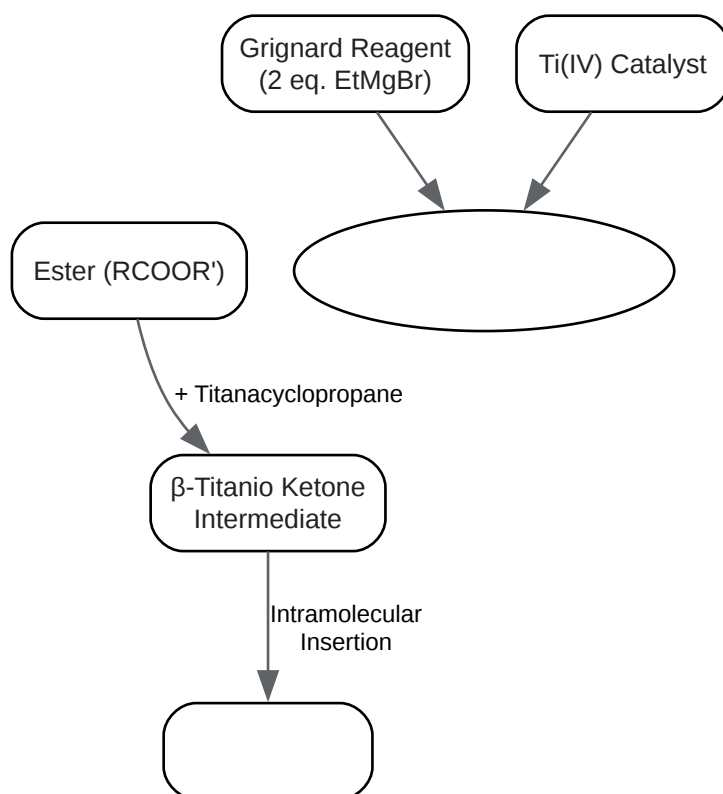 Grignard Reagent
(2 eq. EtMgBr)
Ti(IV) Catalyst
Ester (RCOOR')
+ Titanacyclopropane
β-Titanio Ketone
Intermediate
Intramolecular
Insertion